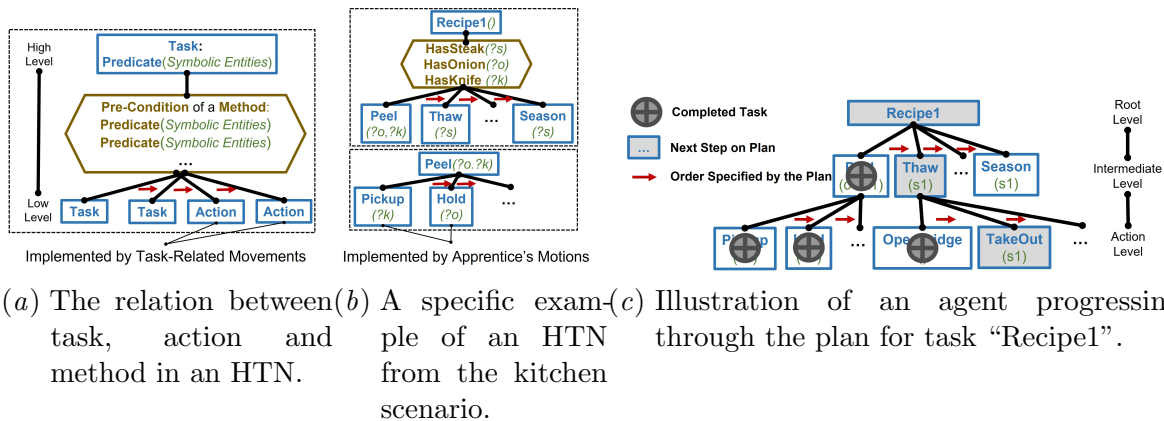 High
Level
Low
Level
Task:
Predicate(Symbolic Entities)
Pre-Condition of a Method:
Predicate(Symbolic Entities)
Predicate(Symbolic Entities)
...
Task
Task
Action
Action
Implemented by Task-Related Movements
Recipe1()
HasSteak(?s)
HasOnion(?o)
HasKnife (?k)
Peel
(?o,?k)
Thaw
(?s)
...
Season
(?s)
Peel(?o.?k)
Pickup
(?k)
Hold
(?o)
...
Implemented by Apprentice's Motions
Completed Task
... Next Step on Plan
Order Specified by the Plan
Recipe1
Thaw
(s1)
...
Season
(s1)
...
TakeOut
(s1)
...
Root
Level
Intermediate
Level
Action
Level
(a) The relation between
task, action and
method in an HTN.
(b) A specific exam-
ple of an HTN
from the kitchen
scenario.
(c) Illustration of an agent progressin
through the plan for task “Recipe1”.